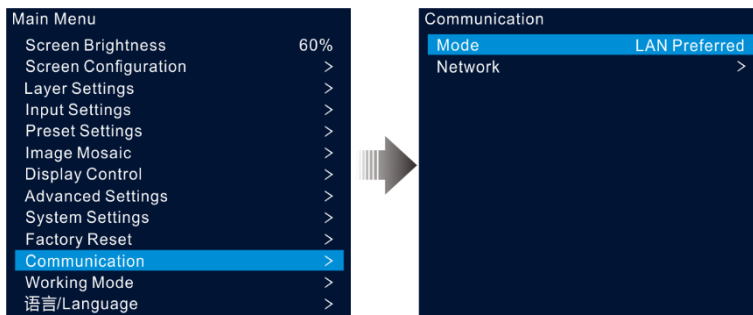 Main Menu
Screen Brightness 60%
Screen Configuration >
Layer Settings >
Input Settings >
Preset Settings >
Image Mosaic >
Display Control >
Advanced Settings >
System Settings >
Factory Reset >
Communication >
Working Mode >
语言/Language >
Communication
Mode LAN Preferred
Network >